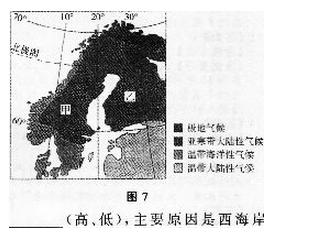 70°
10°
20°
30°
北极圈
甲
乙
60°
极地气候
亚寒带大陆性气候
温带海洋性气候
温带大陆性气候
图 7
(高、低),主要原因是西海岸